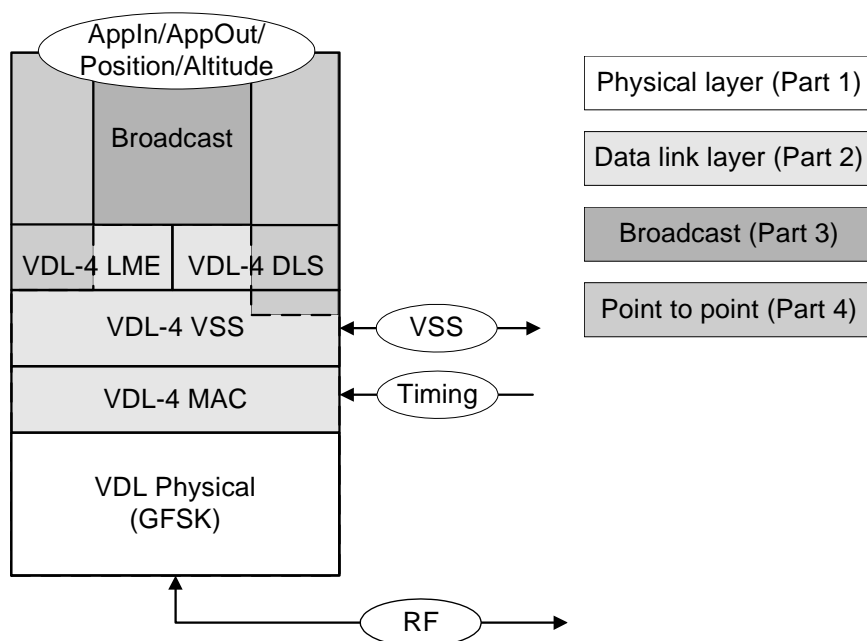 AppIn/AppOut/
Position/Altitude
Broadcast
VDL-4 LME
VDL-4 DLS
VDL-4 VSS
VDL-4 MAC
VDL Physical
(GFSK)
VSS
Timing
RF
Physical layer (Part 1)
Data link layer (Part 2)
Broadcast (Part 3)
Point to point (Part 4)